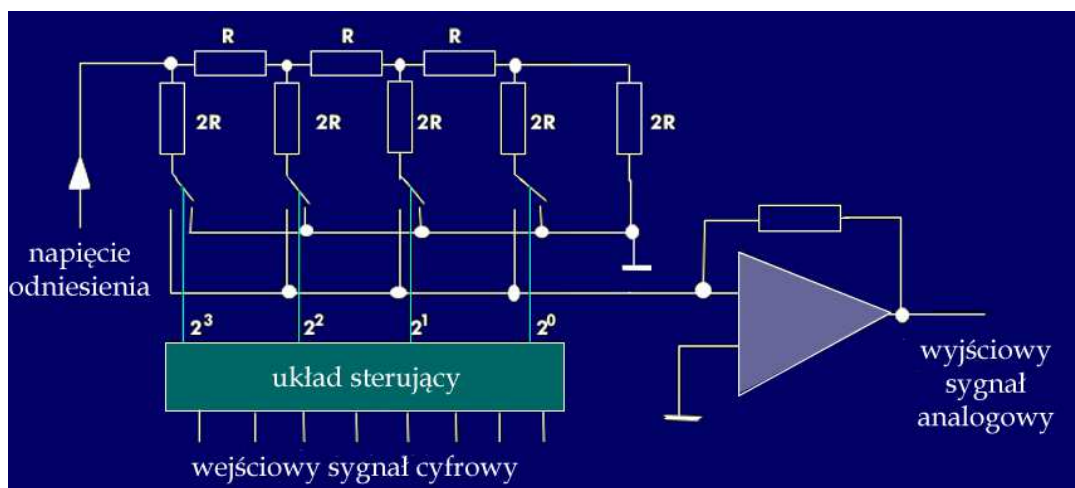 R R R
2R 2R 2R 2R 2R
napięcie
odniesienia
2³ 2² 2¹ 2⁰
układ sterujący
wyjściowy
sygnał
analogowy
wejściowy sygnał cyfrowy